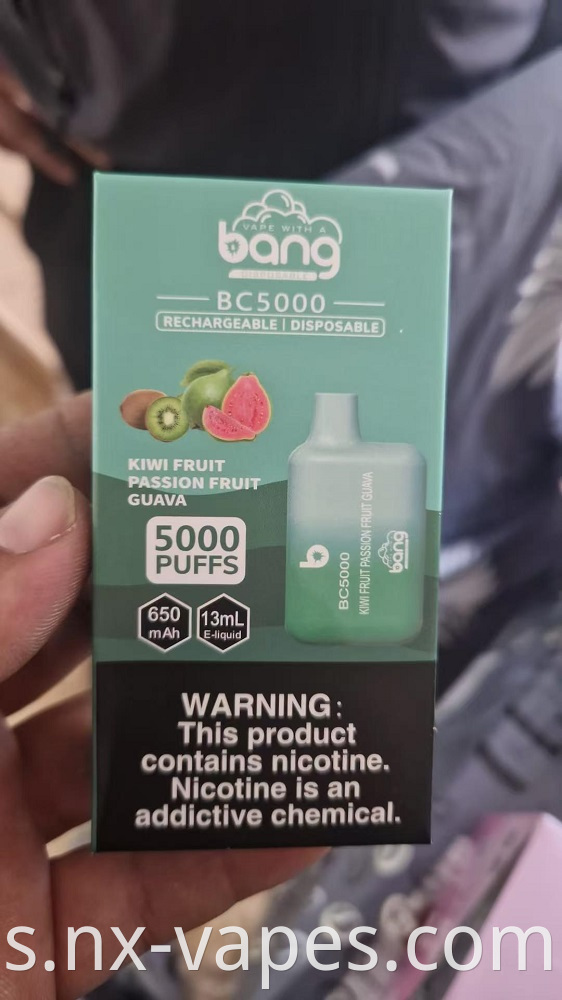 VAPE WITH A
bang
DISPOSABLE
BC5000
RECHARGEABLE | DISPOSABLE
KIWI FRUIT
PASSION FRUIT
GUAVA
5000
PUFFS
650
mAh
13mL
E-liquid
b
BC5000
KIWI FRUIT PASSION FRUIT GUAVA
bang
WARNING:
This product
contains nicotine.
Nicotine is an
addictive chemical.
s.nx-vapes.com